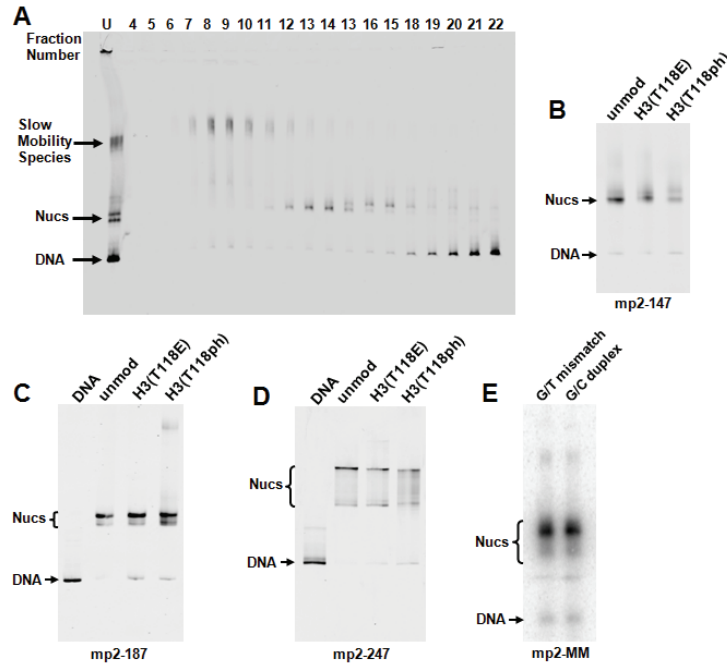 A
U 4 5 6 7 8 9 10 11 12 13 14 13 16 15 18 19 20 21 22
Fraction
Number
Slow
Mobility
Species
Nucs
DNA
B
unmod
H3(T118E)
H3(T118ph)
Nucs
DNA
mp2-147
C
DNA
unmod
H3(T118E)
H3(T118ph)
Nucs
DNA
mp2-187
D
DNA
unmod
H3(T118E)
H3(T118ph)
Nucs
DNA
mp2-247
E
G/T mismatch
G/C duplex
Nucs
DNA
mp2-MM